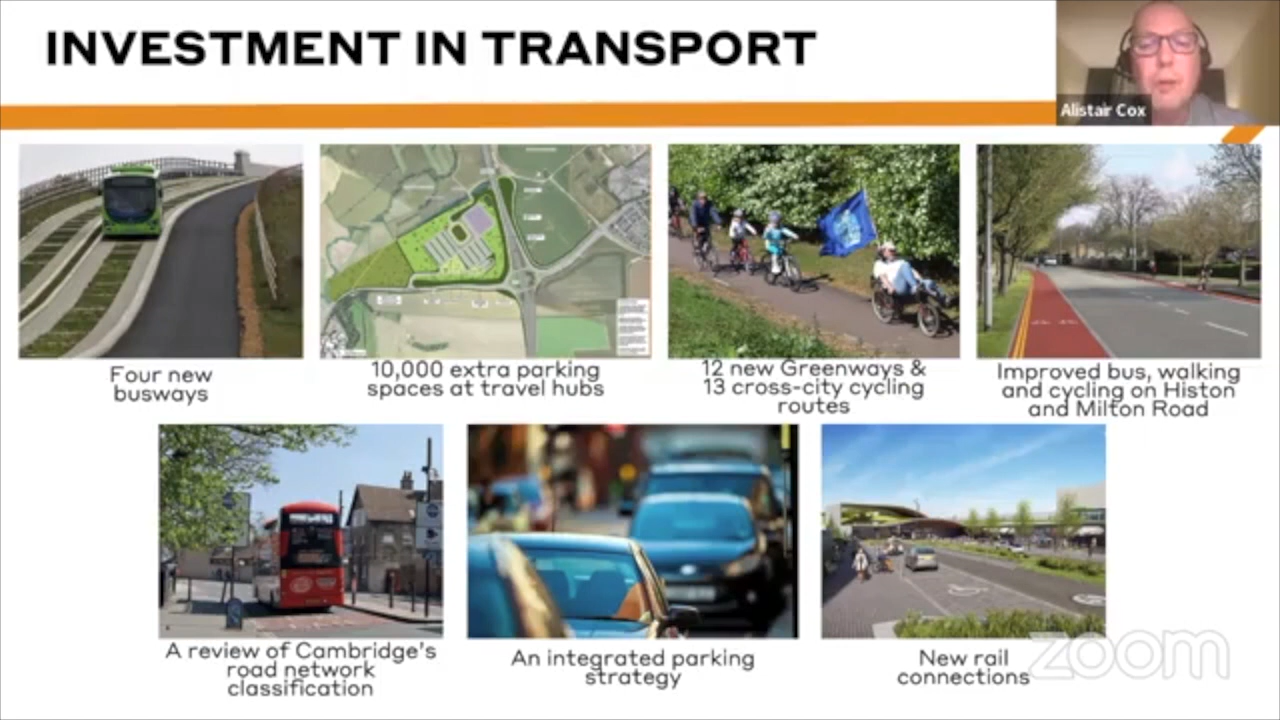 INVESTMENT IN TRANSPORT
Alistair Cox
Four new
busways
10,000 extra parking
spaces at travel hubs
12 new Greenways &
13 cross-city cycling
routes
Improved bus, walking
and cycling on Histon
and Milton Road
A review of Cambridge's
road network
classification
An integrated parking
strategy
New rail
connections
zoom